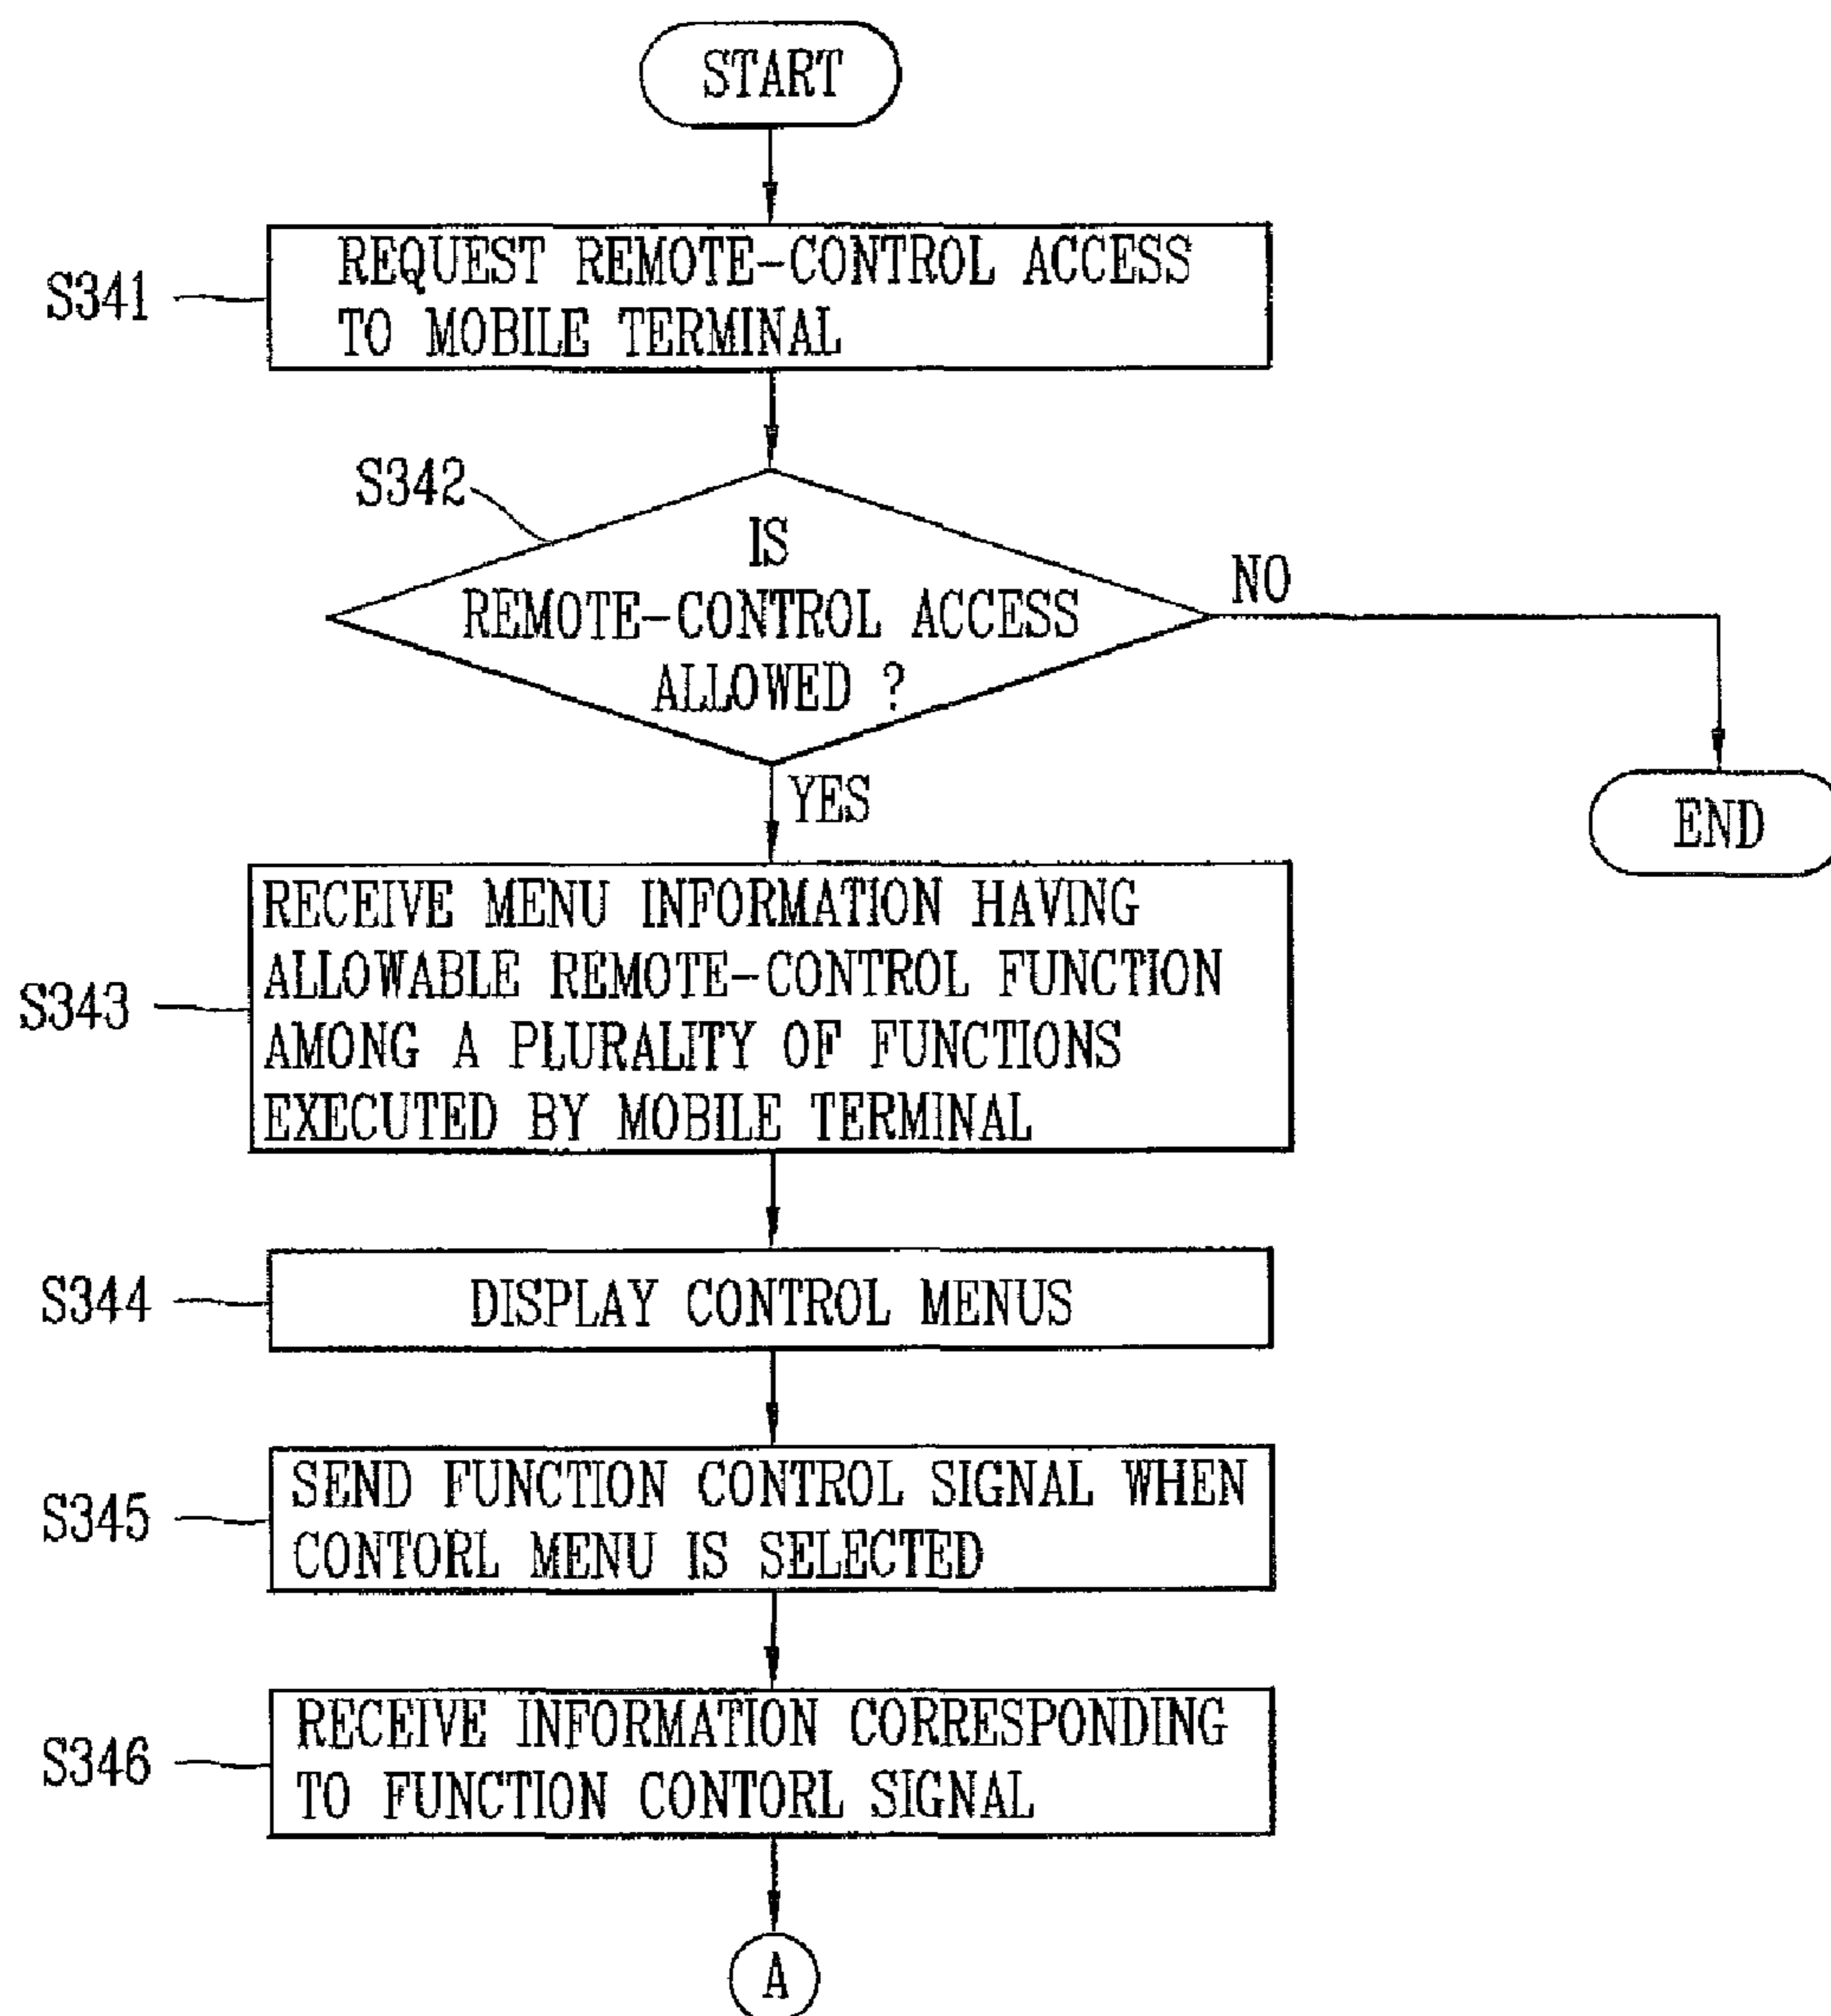 START
S341
REQUEST REMOTE-CONTROL ACCESS
TO MOBILE TERMINAL
S342
IS
REMOTE-CONTROL ACCESS
ALLOWED ?
NO
YES
END
S343
RECEIVE MENU INFORMATION HAVING
ALLOWABLE REMOTE-CONTROL FUNCTION
AMONG A PLURALITY OF FUNCTIONS
EXECUTED BY MOBILE TERMINAL
S344
DISPLAY CONTROL MENUS
S345
SEND FUNCTION CONTROL SIGNAL WHEN
CONTORL MENU IS SELECTED
S346
RECEIVE INFORMATION CORRESPONDING
TO FUNCTION CONTORL SIGNAL
A